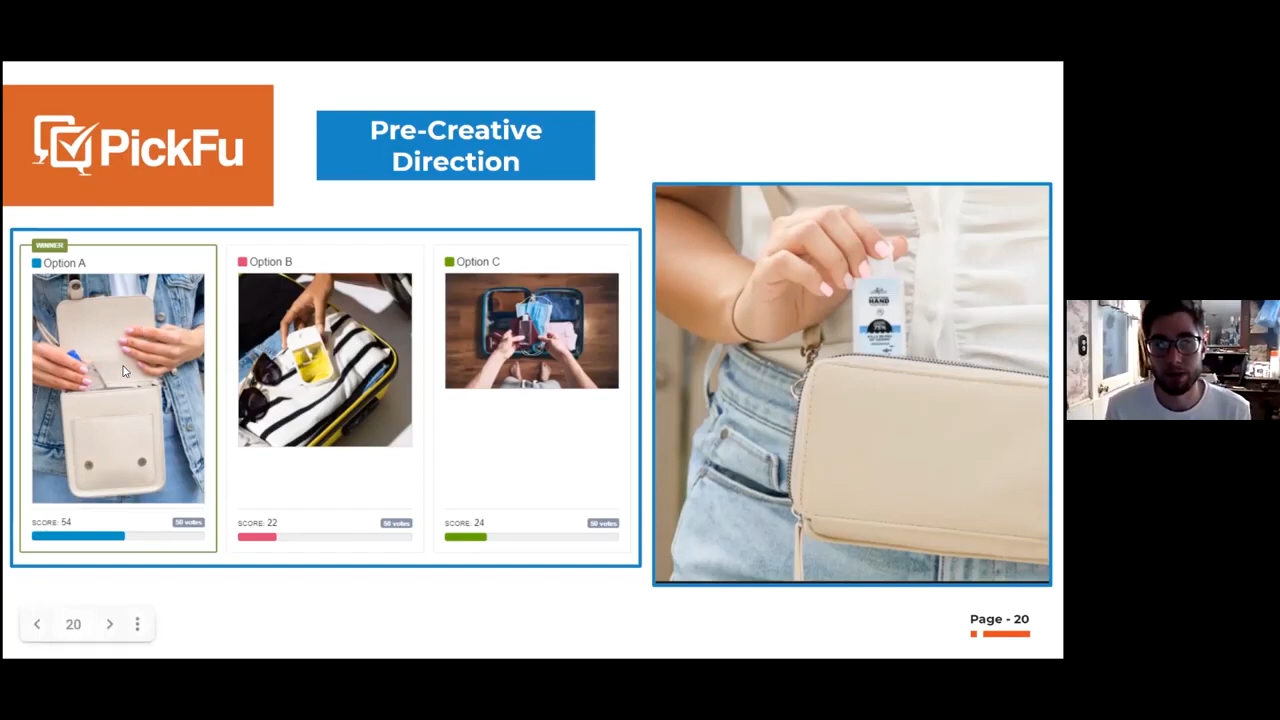 PickFu
Pre-Creative
Direction
WINNER
Option A
Option B
Option C
HAND
75%
SCORE: 54
50 votes
SCORE: 22
50 votes
SCORE: 24
50 votes
20
Page - 20